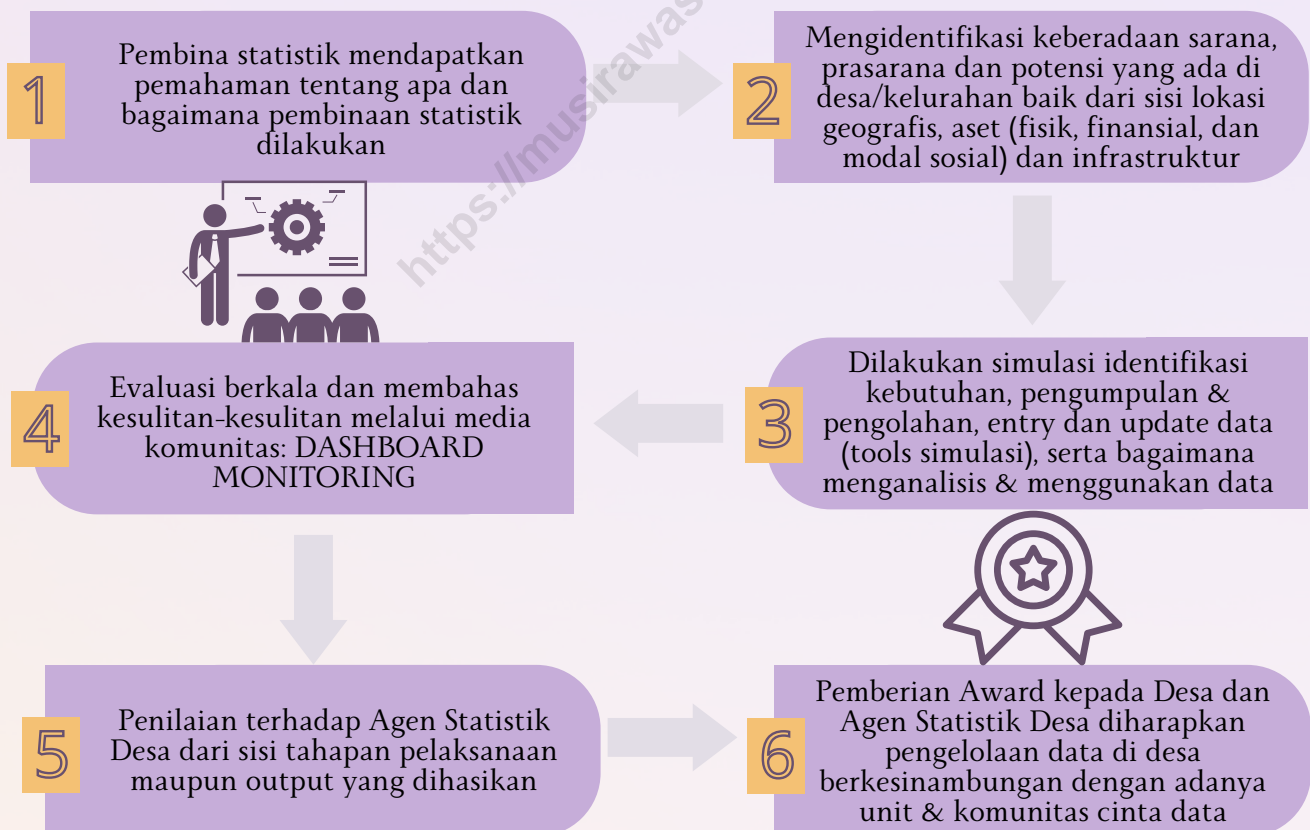 1
Pembina statistik mendapatkan
pemahaman tentang apa dan
bagaimana pembinaan statistik
dilakukan
2
Mengidentifikasi keberadaan sarana,
prasarana dan potensi yang ada di
desa/kelurahan baik dari sisi lokasi
geografis, aset (fisik, finansial, dan
modal sosial) dan infrastruktur
3
Dilakukan simulasi identifikasi
kebutuhan, pengumpulan &
pengolahan, entry dan update data
(tools simulasi), serta bagaimana
menganalisis & menggunakan data
4
Evaluasi berkala dan membahas
kesulitan-kesulitan melalui media
komunitas: DASHBOARD
MONITORING
5
Penilaian terhadap Agen Statistik
Desa dari sisi tahapan pelaksanaan
maupun output yang dihasikan
6
Pemberian Award kepada Desa dan
Agen Statistik Desa diharapkan
pengelolaan data di desa
berkesinambungan dengan adanya
unit & komunitas cinta data
https://musirawas